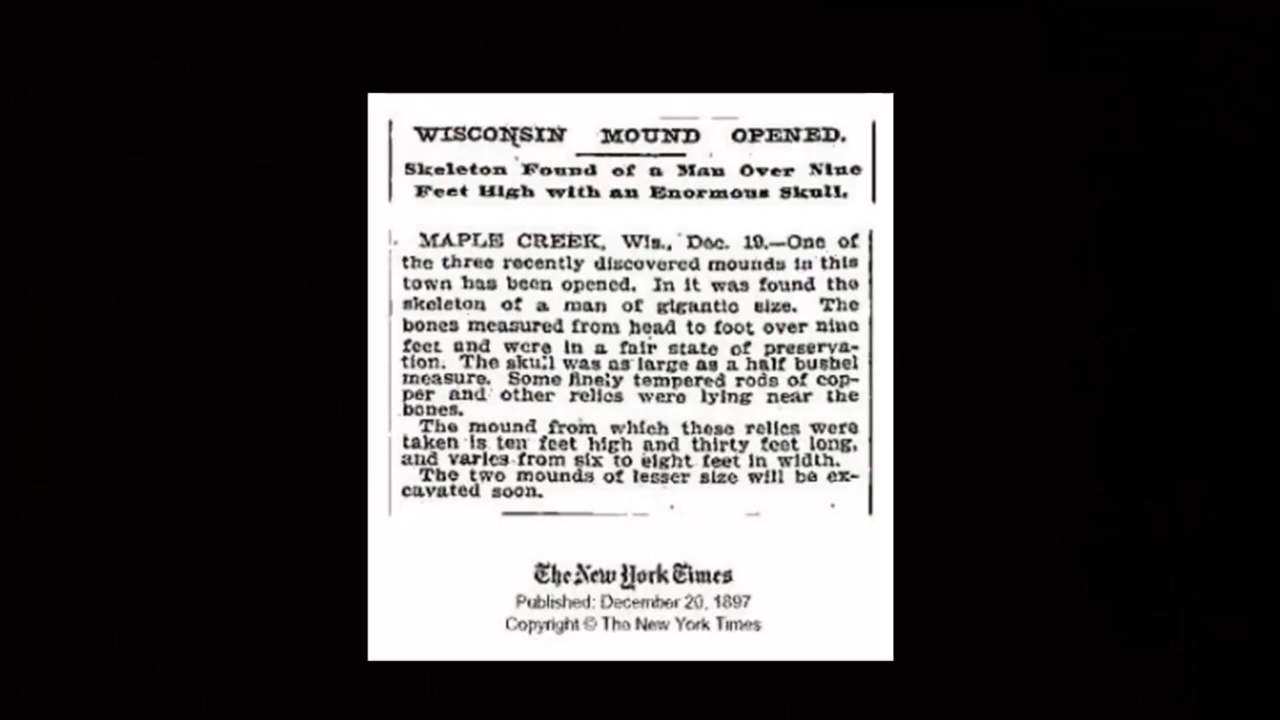 WISCONSIN MOUND OPENED.
Skeleton Found of a Man Over Nine
Feet High with an Enormous Skull.
MAPLE CREEK, Wis., Dec. 19.—One of
the three recently discovered mounds in this
town has been opened. In it was found the
skeleton of a man of gigantic size. The
bones measured from head to foot over nine
feet and were in a fair state of preserva-
tion. The skull was as large as a half bushel
measure. Some finely tempered rods of cop-
per and other relics were lying near the
bones.
The mound from which these relics were
taken is ten feet high and thirty feet long,
and varies from six to eight feet in width.
The two mounds of lesser size will be ex-
cavated soon.
The New York Times
Published: December 20, 1897
Copyright © The New York Times